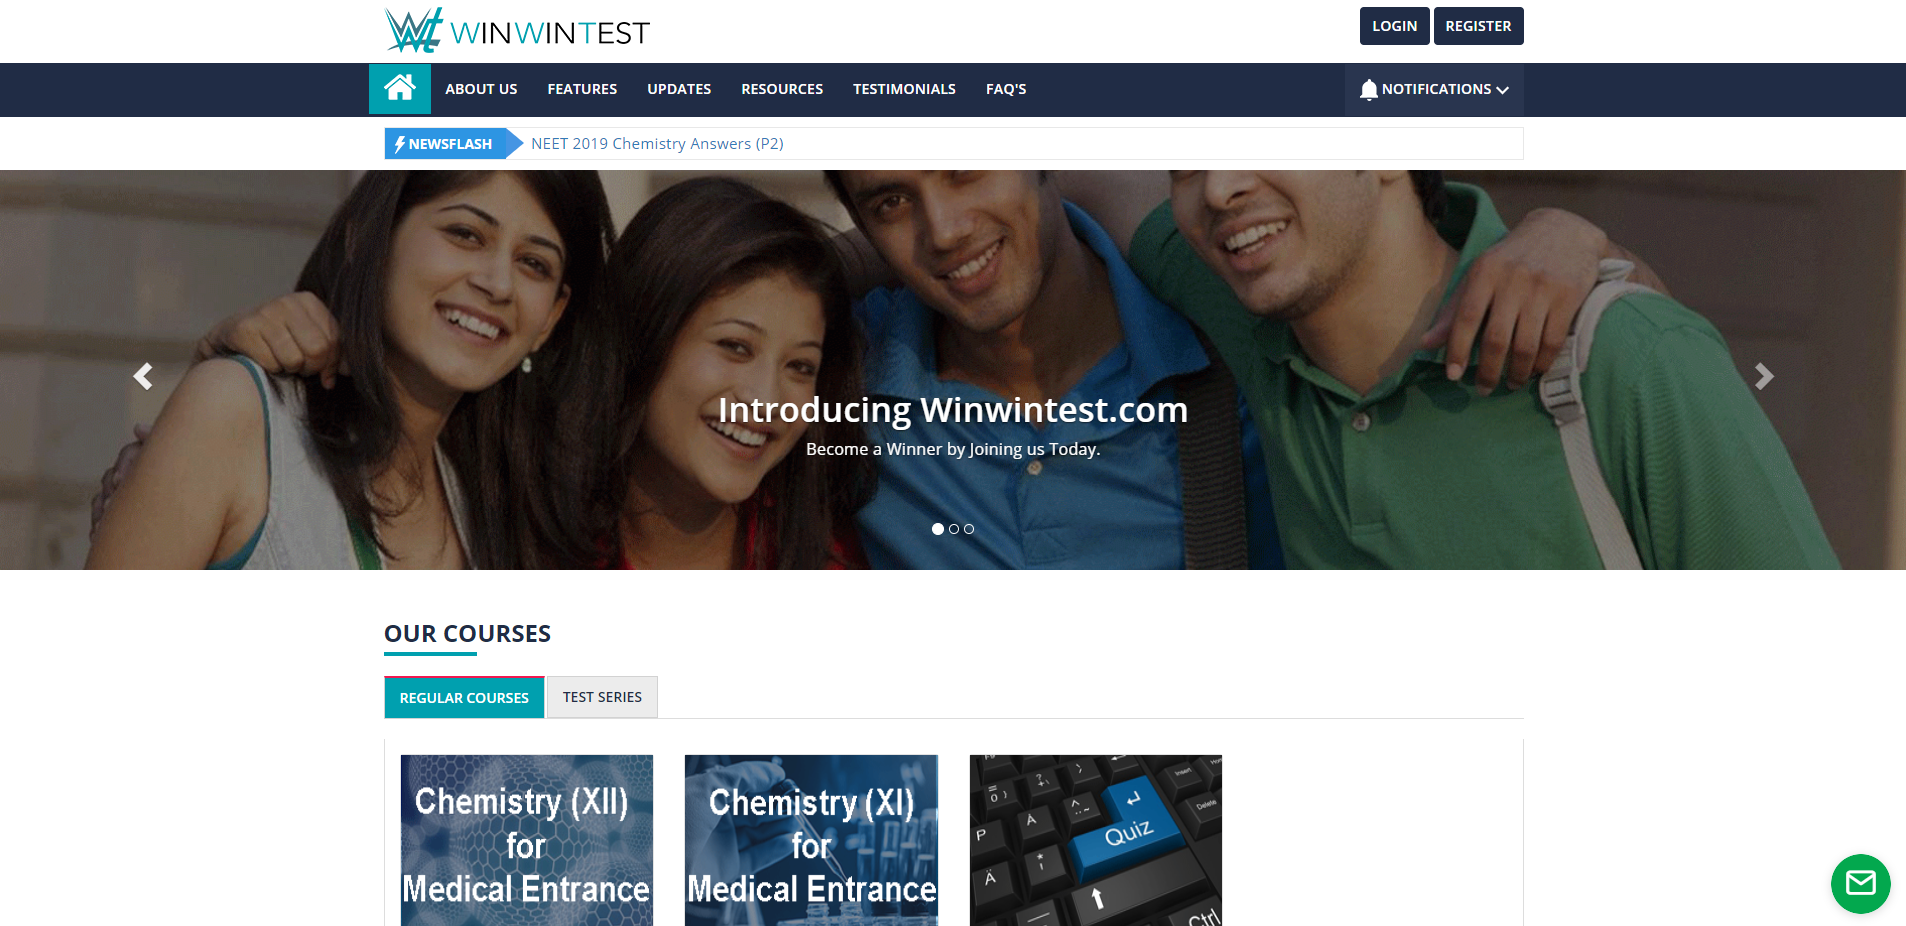 WINWINTEST
LOGIN
REGISTER
ABOUT US
FEATURES
UPDATES
RESOURCES
TESTIMONIALS
FAQ'S
NOTIFICATIONS
NEWSFLASH
NEET 2019 Chemistry Answers (P2)
Introducing Winwintest.com
Become a Winner by Joining us Today.
OUR COURSES
REGULAR COURSES
TEST SERIES
Chemistry (XII)
for
Medical Entrance
Chemistry (XI)
for
Medical Entrance
Insert
Delete
P
Å
Quiz
Ä
Ctrl